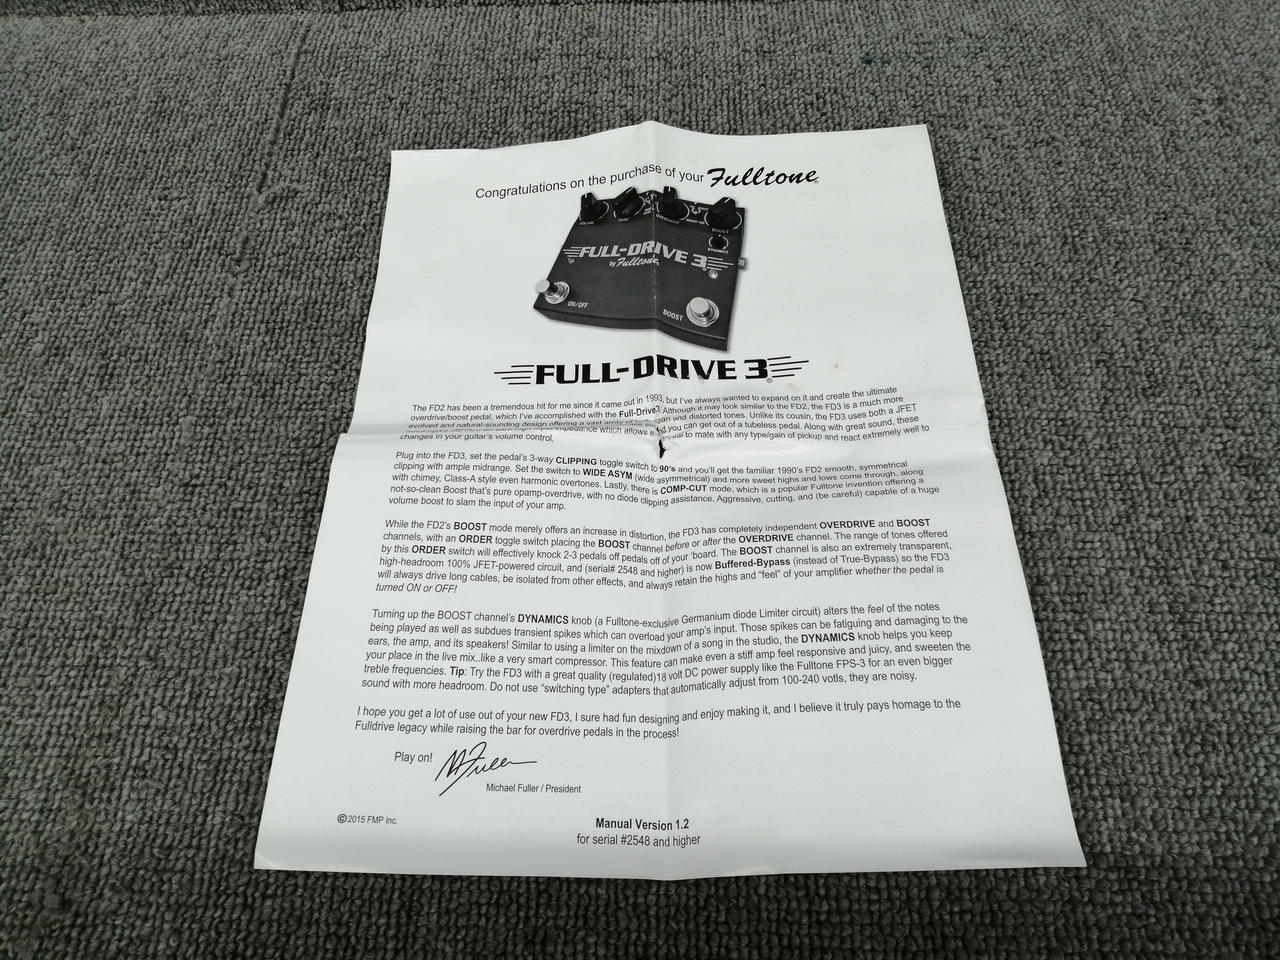 Congratulations on the purchase of your Fulltone
VOLUME TONE OVERDRIVE BOOST
DYNAMICS
FULL-DRIVE 3
by Fulltone
ON/OFF
BOOST
FULL-DRIVE 3
The FD2 has been a tremendous hit for me since it came out in 1993, but I've always wanted to expand on it and create the ultimate
overdrive/boost pedal, which I've accomplished with the Full-Drive3. Although it may look similar to the FD2, the FD3 is a much more
evolved and natural-sounding design offering a vast array of clean and distorted tones. Unlike its cousin, the FD3 uses both a JFET
impedance which allows you can get out of a tubeless pedal. Along with great sound, these
to mate with any type/gain of pickup and react extremely well to
changes in your guitar's volume control.
Plug into the FD3, set the pedal's 3-way CLIPPING toggle switch to 90's and you'll get the familiar 1990's FD2 smooth, symmetrical
clipping with ample midrange. Set the switch to WIDE ASYM (wide asymmetrical) and more sweet highs and lows come through, along
with chimey, Class-A style even harmonic overtones. Lastly, there is COMP-CUT mode, which is a popular Fulltone invention offering a
not-so-clean Boost that's pure opamp-overdrive, with no diode clipping assistance. Aggressive, cutting, and (be careful) capable of a huge
volume boost to slam the input of your amp.
While the FD2's BOOST mode merely offers an increase in distortion, the FD3 has completely independent OVERDRIVE and BOOST
channels, with an ORDER toggle switch placing the BOOST channel before or after the OVERDRIVE channel. The range of tones offered
by this ORDER switch will effectively knock 2-3 pedals off pedals off of your 'board. The BOOST channel is also an extremely transparent,
high-headroom 100% JFET-powered circuit, and (serial# 2548 and higher) is now Buffered-Bypass (instead of True-Bypass) so the FD3
will always drive long cables, be isolated from other effects, and always retain the highs and "feel" of your amplifier whether the pedal is
turned ON or OFF!
Turning up the BOOST channel's DYNAMICS knob (a Fulltone-exclusive Germanium diode Limiter circuit) alters the feel of the notes
being played as well as subdues transient spikes which can overload your amp's input. Those spikes can be fatiguing and damaging to the
ears, the amp, and its speakers! Similar to using a limiter on the mixdown of a song in the studio, the DYNAMICS knob helps you keep
your place in the live mix..like a very smart compressor. This feature can make even a stiff amp feel responsive and juicy, and sweeten the
treble frequencies. Tip: Try the FD3 with a great quality (regulated)18 volt DC power supply like the Fulltone FPS-3 for an even bigger
sound with more headroom. Do not use "switching type" adapters that automatically adjust from 100-240 votls, they are noisy.
I hope you get a lot of use out of your new FD3, I sure had fun designing and enjoy making it, and I believe it truly pays homage to the
Fulldrive legacy while raising the bar for overdrive pedals in the process!
Play on! M Fuller
Michael Fuller / President
©2015 FMP Inc.
Manual Version 1.2
for serial #2548 and higher